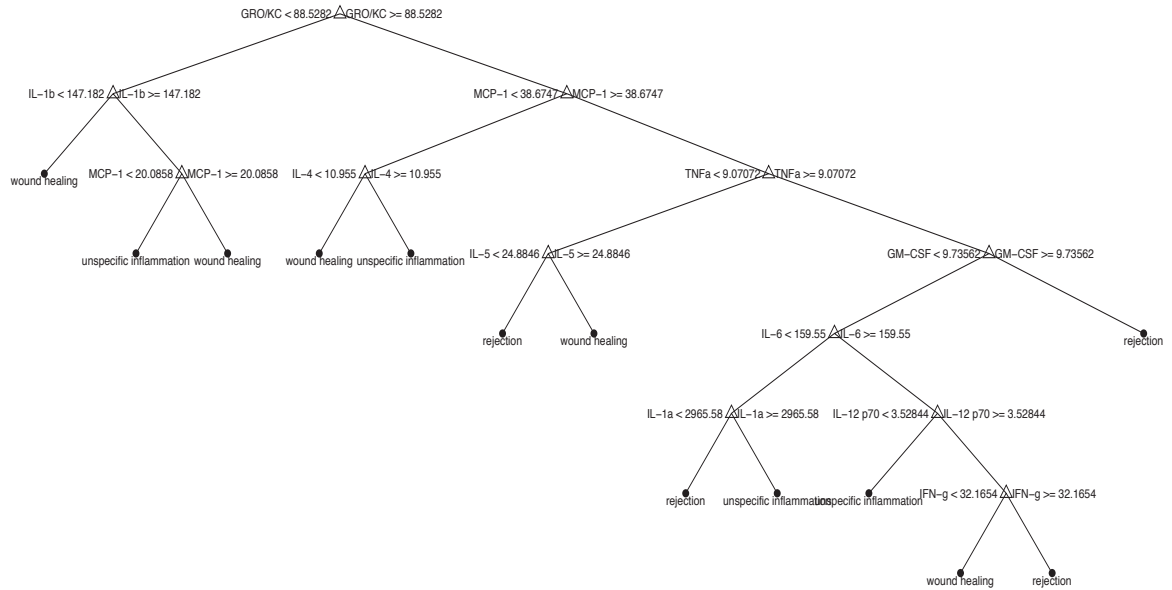 GRO/KC < 88.5282 GRO/KC >= 88.5282
IL-1b < 147.182 IL-1b >= 147.182 MCP-1 < 38.6747 MCP-1 >= 38.6747
wound healing MCP-1 < 20.0858 MCP-1 >= 20.0858 IL-4 < 10.955 IL-4 >= 10.955 TNFa < 9.07072 TNFa >= 9.07072
unspecific inflammation wound healing wound healing unspecific inflammation IL-5 < 24.8846 IL-5 >= 24.8846 GM-CSF < 9.73562 GM-CSF >= 9.73562
rejection wound healing IL-6 < 159.55 IL-6 >= 159.55 rejection
IL-1a < 2965.58 IL-1a >= 2965.58 IL-12 p70 < 3.52844 IL-12 p70 >= 3.52844
rejection unspecific inflammation unspecific inflammation IFN-g < 32.1654 IFN-g >= 32.1654
wound healing rejection